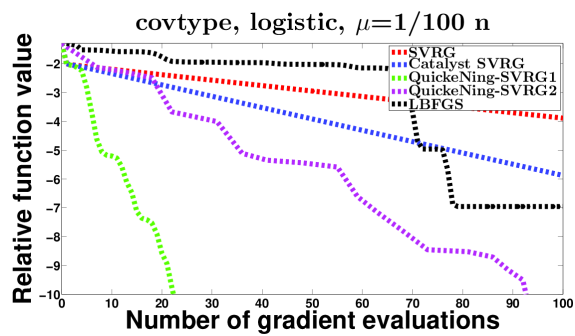 covtype, logistic, μ=1/100 n
Relative function value
-2
-3
-4
-5
-6
-7
-8
-9
-10
0
10
20
30
40
50
60
70
80
90
100
SVRG
Catalyst SVRG
QuickeNing-SVRG1
QuickeNing-SVRG2
LBFGS
Number of gradient evaluations